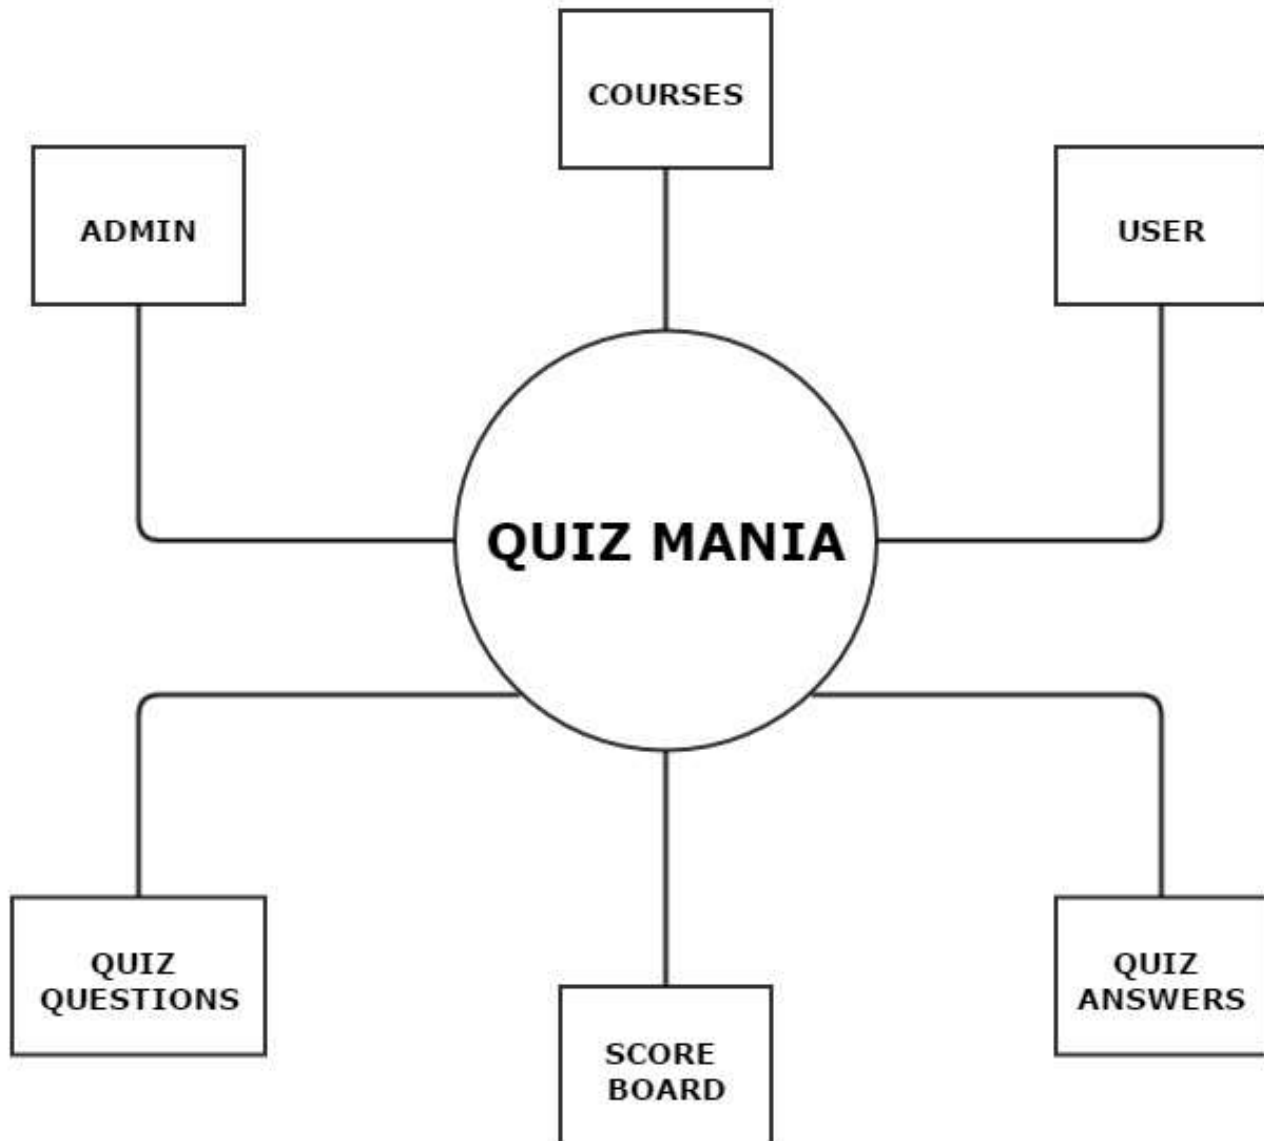 COURSES
ADMIN
USER
QUIZ MANIA
QUIZ
QUESTIONS
SCORE
BOARD
QUIZ
ANSWERS